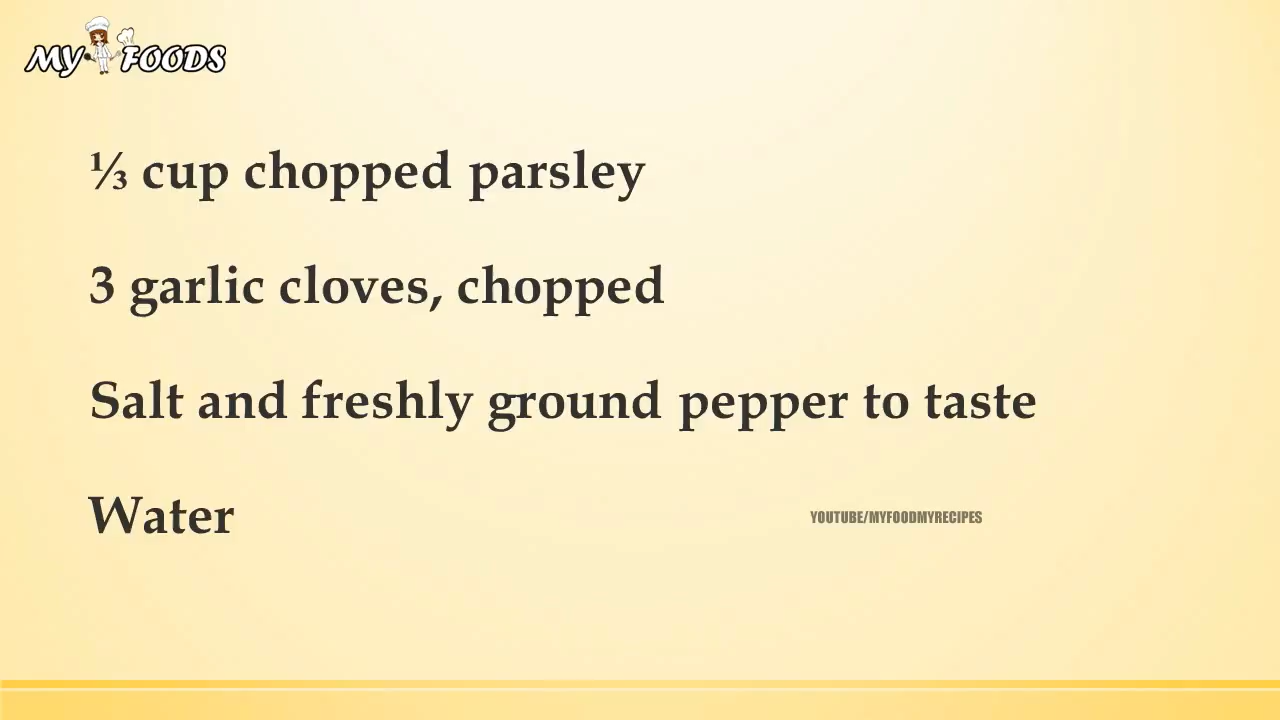 MY FOODS
⅓ cup chopped parsley
3 garlic cloves, chopped
Salt and freshly ground pepper to taste
Water
YOUTUBE/MYFOODMYRECIPES